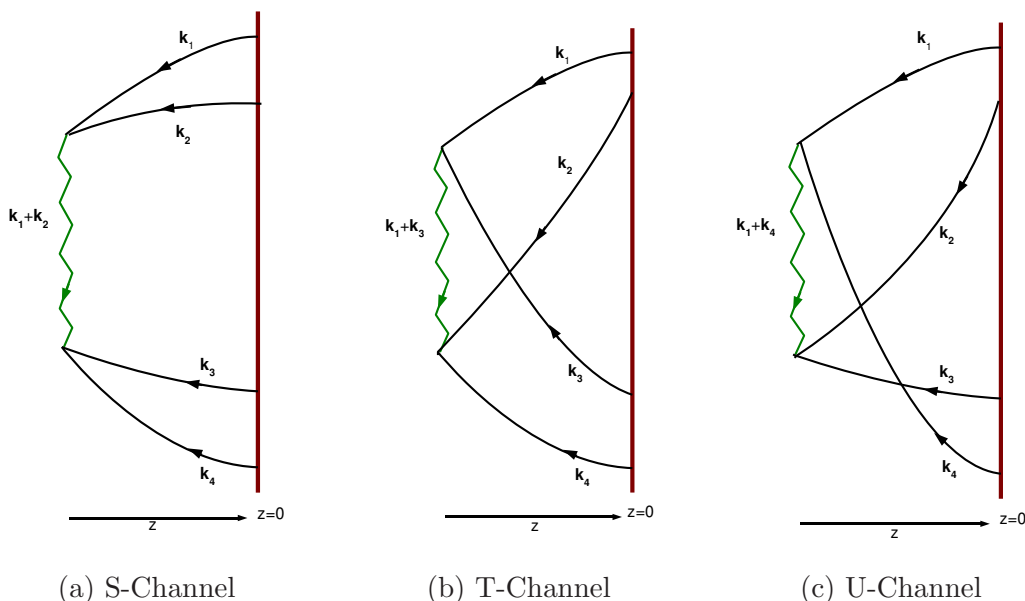 k₁
k₂
k₁+k₂
k₃
k₄
z
z=0
(a) S-Channel
k₁
k₂
k₁+k₃
k₃
k₄
z
z=0
(b) T-Channel
k₁
k₂
k₁+k₄
k₃
k₄
z
z=0
(c) U-Channel